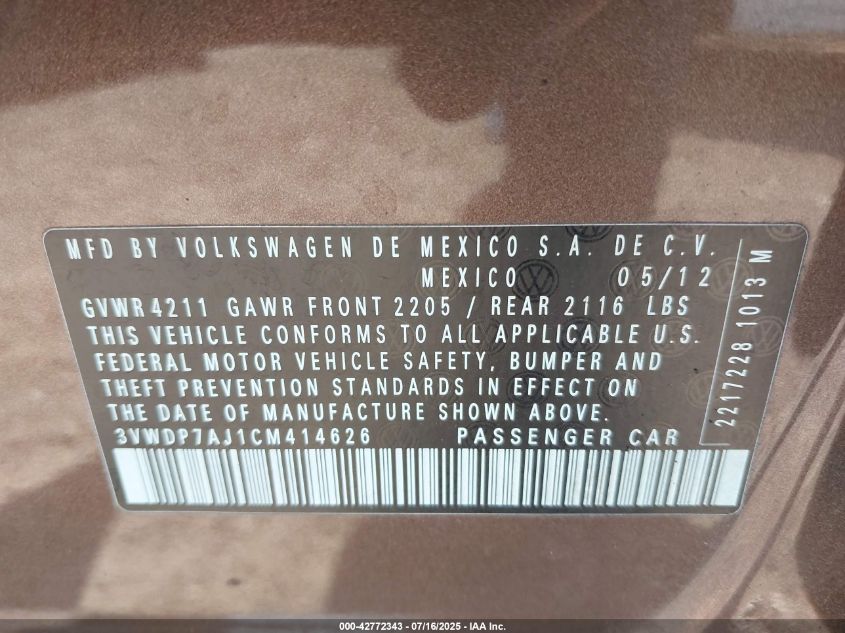 MFD BY VOLKSWAGEN DE MEXICO S.A. DE C.V.
MEXICO 05/12
GVWR 4211 GAWR FRONT 2205 / REAR 2116 LBS
THIS VEHICLE CONFORMS TO ALL APPLICABLE U.S.
FEDERAL MOTOR VEHICLE SAFETY, BUMPER AND
THEFT PREVENTION STANDARDS IN EFFECT ON
THE DATE OF MANUFACTURE SHOWN ABOVE.
3VWDP7AJ1CM414626 PASSENGER CAR
2217228 1013 M
000-42772343 / 07/16/2025 - IAA Inc.